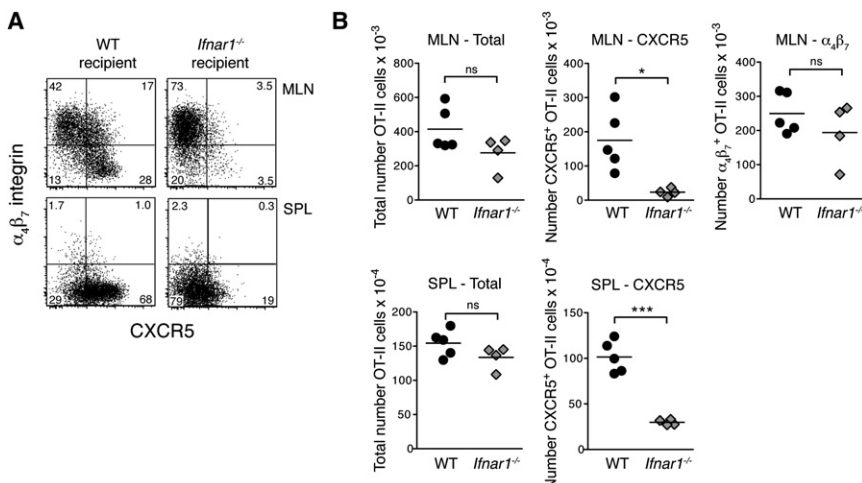 A
WT
recipient
Ifnar1-/-
recipient
42
17
13
28
73
3.5
20
3.5
MLN
1.7
1.0
29
68
2.3
0.3
79
19
SPL
α4β7 integrin
CXCR5
B
MLN - Total
Total number OT-II cells x 10-3
800
600
400
200
0
ns
WT
Ifnar1-/-
MLN - CXCR5
Number CXCR5+ OT-II cells x 10-3
400
300
200
100
0
*
WT
Ifnar1-/-
MLN - α4β7
Number α4β7+ OT-II cells x 10-3
400
300
200
100
0
ns
WT
Ifnar1-/-
SPL - Total
Total number OT-II cells x 10-4
200
150
100
50
0
ns
WT
Ifnar1-/-
SPL - CXCR5
Number CXCR5+ OT-II cells x 10-4
150
100
50
0
***
WT
Ifnar1-/-